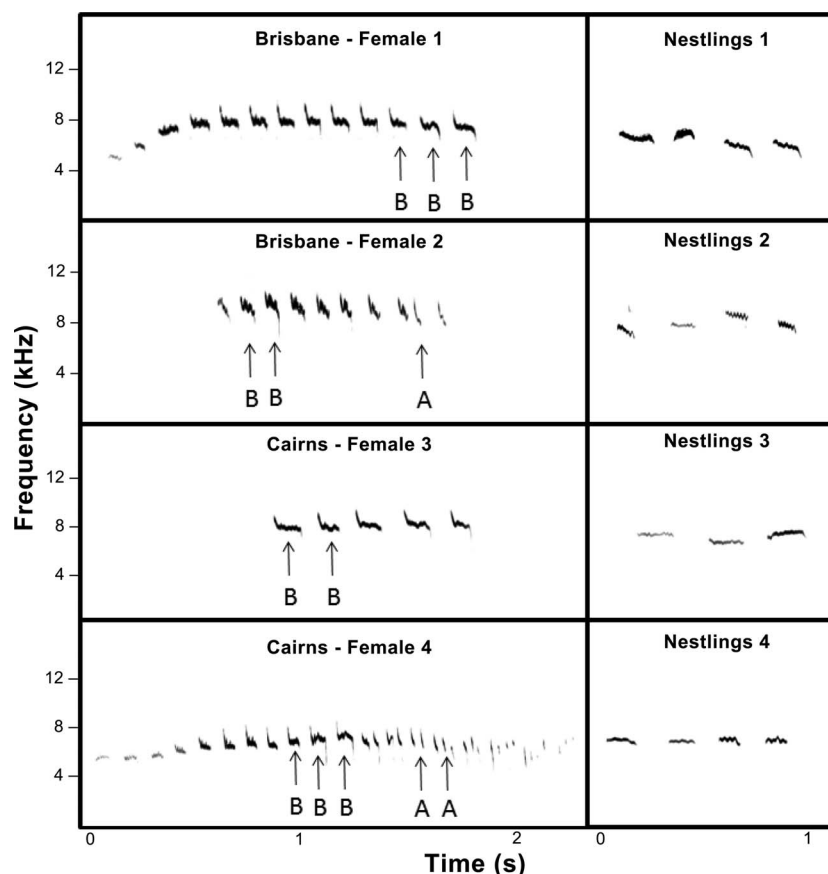 Brisbane - Female 1
Nestlings 1
12
8
4
B B B
Brisbane - Female 2
Nestlings 2
12
8
4
B B A
Cairns - Female 3
Nestlings 3
12
8
4
B B
Cairns - Female 4
Nestlings 4
12
8
4
B B B A A
Frequency (kHz)
0 1 2 0 1
Time (s)